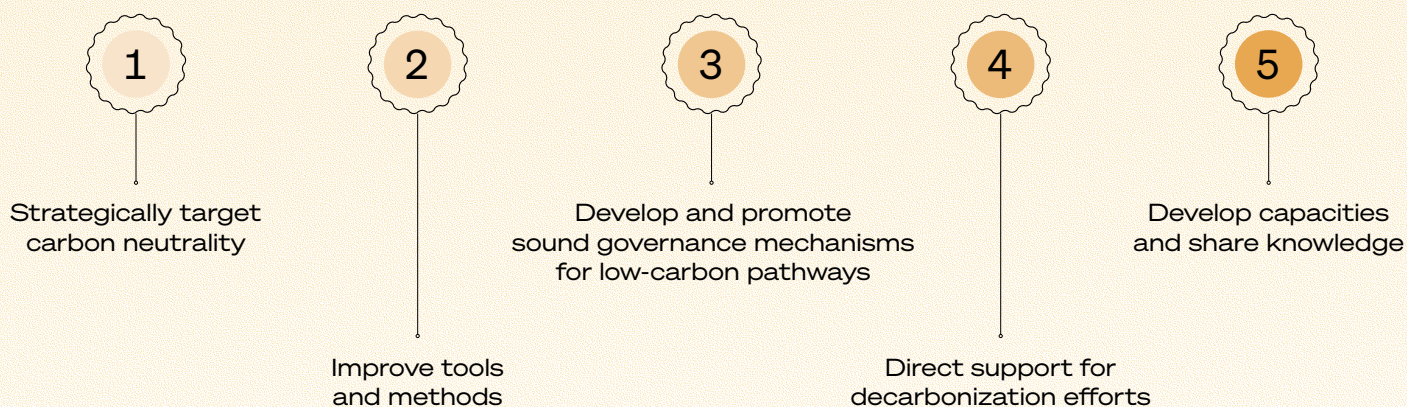 1
Strategically target
carbon neutrality
2
Improve tools
and methods
3
Develop and promote
sound governance mechanisms
for low-carbon pathways
4
Direct support for
decarbonization efforts
5
Develop capacities
and share knowledge